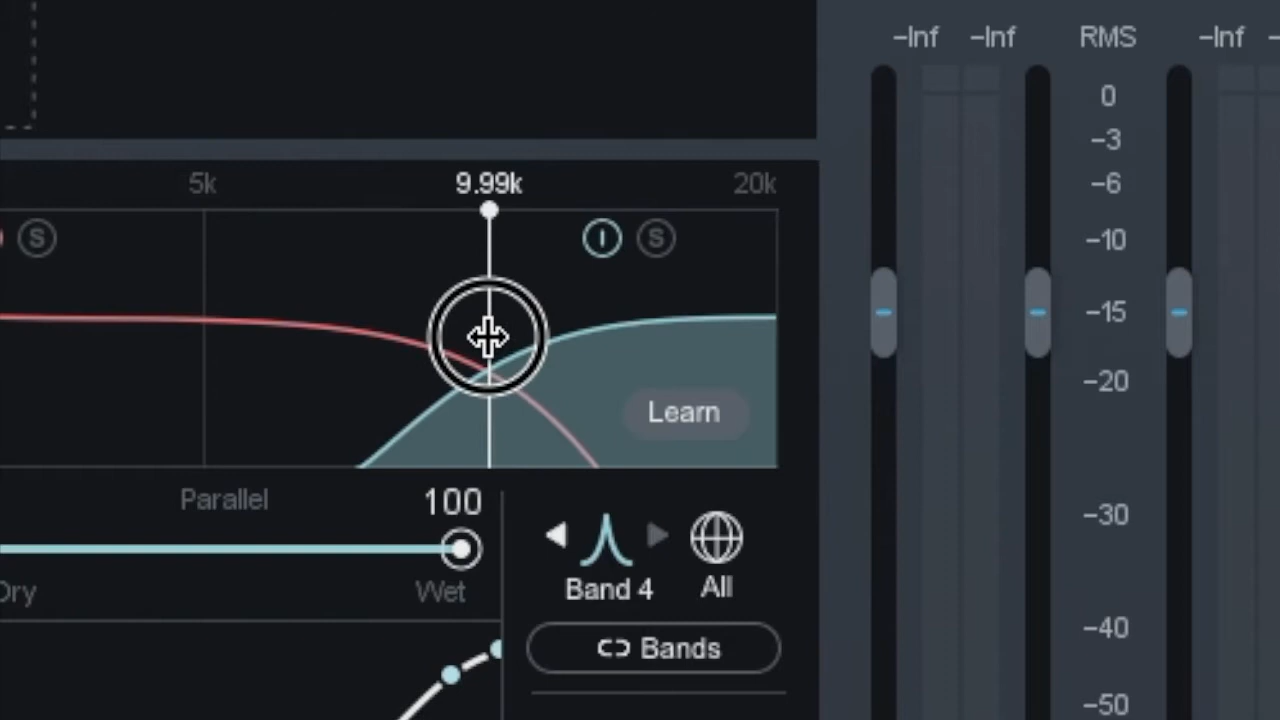 -Inf -Inf RMS -Inf
0
-3
-6
-10
-15
-20
-30
-40
-50
5k 9.99k 20k
S I S
Learn
Parallel 100
Dry Wet
Band 4 All
Bands